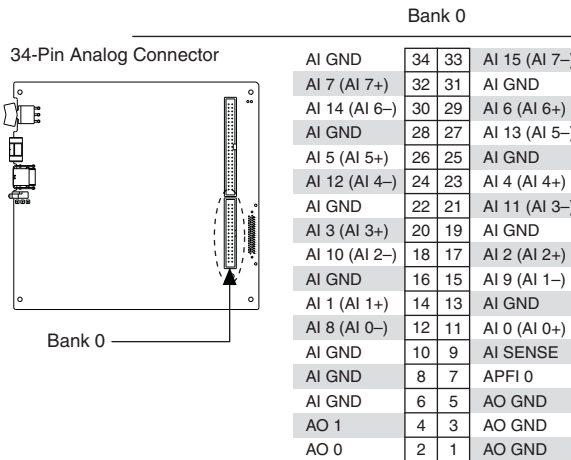 Bank 0
34-Pin Analog Connector
AI GND 34 33 AI 15 (AI 7–)
AI 7 (AI 7+) 32 31 AI GND
AI 14 (AI 6–) 30 29 AI 6 (AI 6+)
AI GND 28 27 AI 13 (AI 5–)
AI 5 (AI 5+) 26 25 AI GND
AI 12 (AI 4–) 24 23 AI 4 (AI 4+)
AI GND 22 21 AI 11 (AI 3–)
AI 3 (AI 3+) 20 19 AI GND
AI 10 (AI 2–) 18 17 AI 2 (AI 2+)
AI GND 16 15 AI 9 (AI 1–)
AI 1 (AI 1+) 14 13 AI GND
AI 8 (AI 0–) 12 11 AI 0 (AI 0+)
AI GND 10 9 AI SENSE
AI GND 8 7 APFI 0
AI GND 6 5 AO GND
AO 1 4 3 AO GND
AO 0 2 1 AO GND
Bank 0